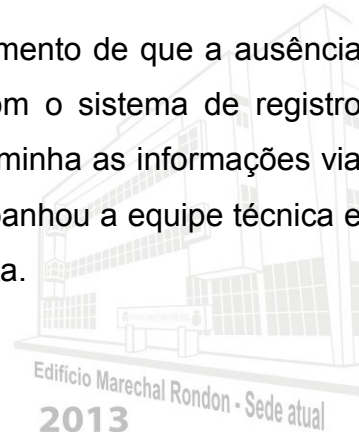 mento de que a ausência
om o sistema de registro
minha as informações via
panhou a equipe técnica e
a.
Edifício Marechal Rondon - Sede atual
2013